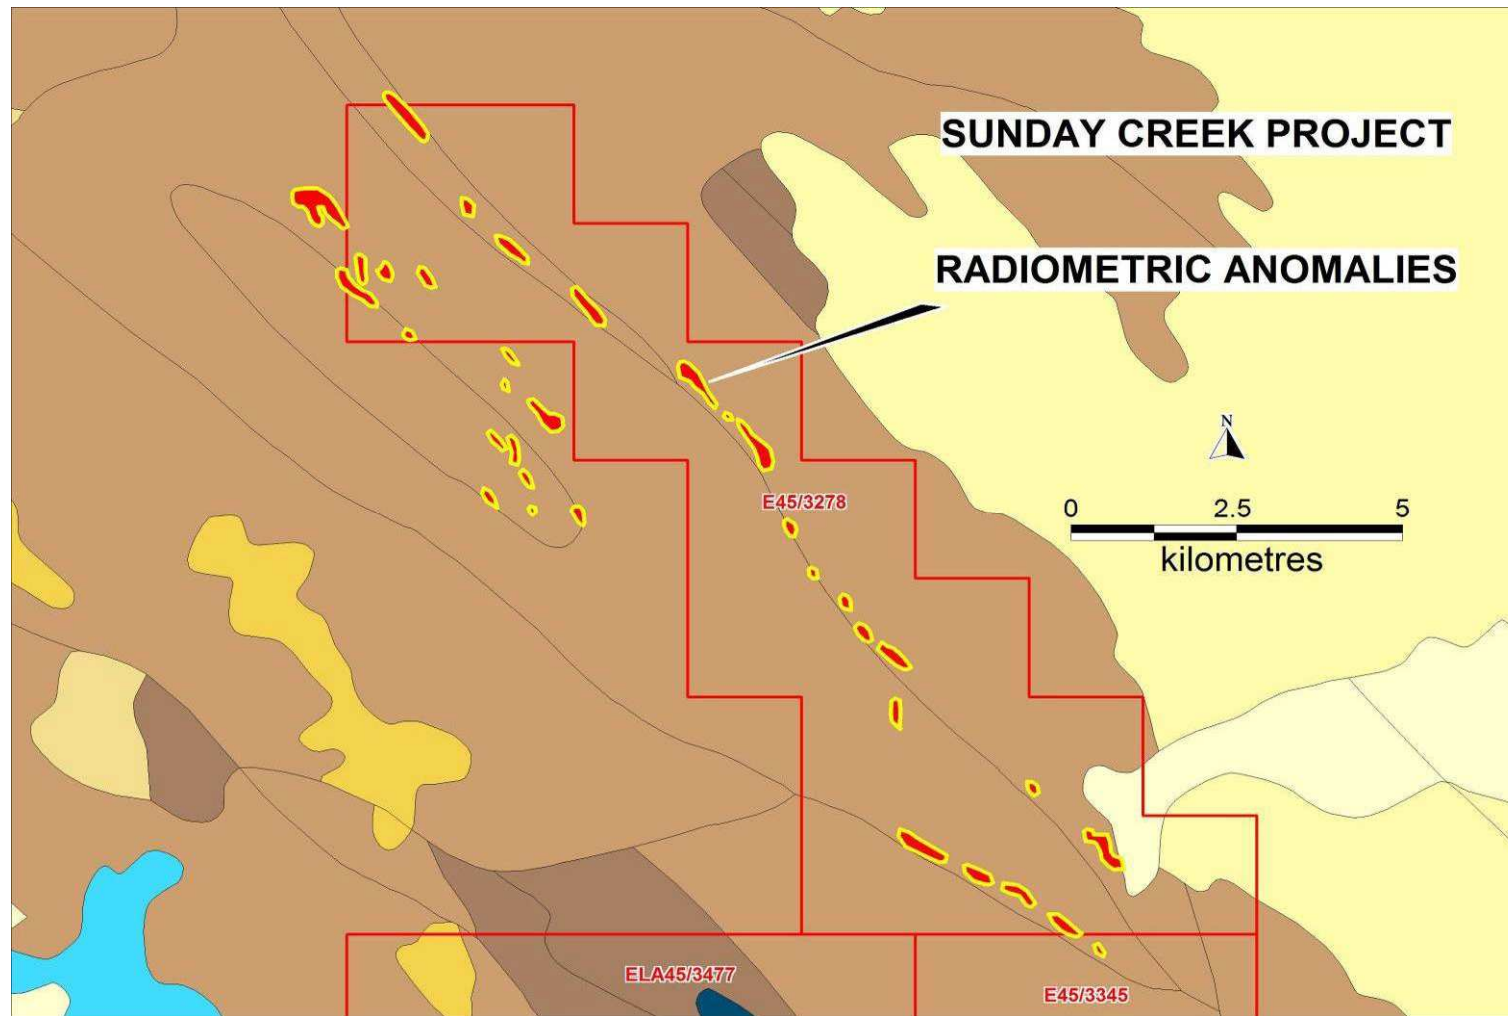 SUNDAY CREEK PROJECT
RADIOMETRIC ANOMALIES
N
0 2.5 5
kilometres
E45/3278
ELA45/3477
E45/3345